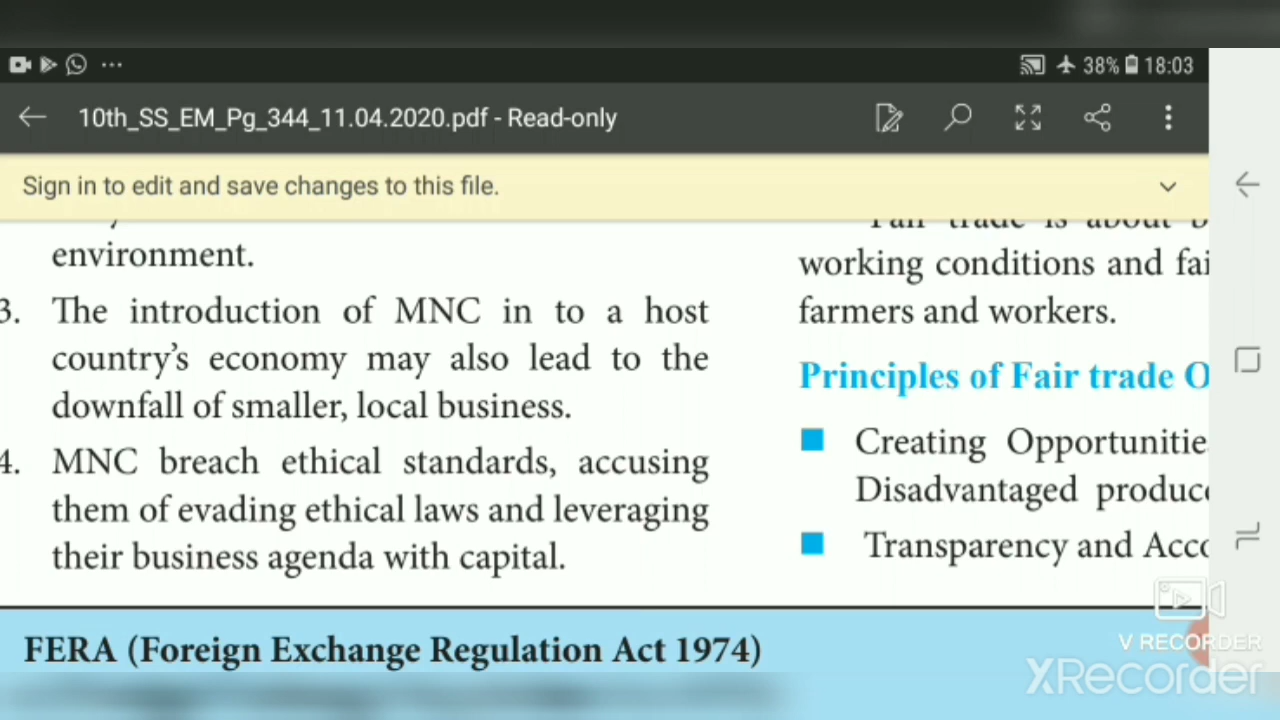 38% 18:03
10th_SS_EM_Pg_344_11.04.2020.pdf - Read-only
Sign in to edit and save changes to this file.
environment.
3. The introduction of MNC in to a host
country's economy may also lead to the
downfall of smaller, local business.
4. MNC breach ethical standards, accusing
them of evading ethical laws and leveraging
their business agenda with capital.
Fair trade is about
working conditions and
farmers and workers.
Principles of Fair trade
Creating
Disadvantaged
Transparency and
FERA (Foreign Exchange Regulation Act 1974)
V RECORDER
XRecorder